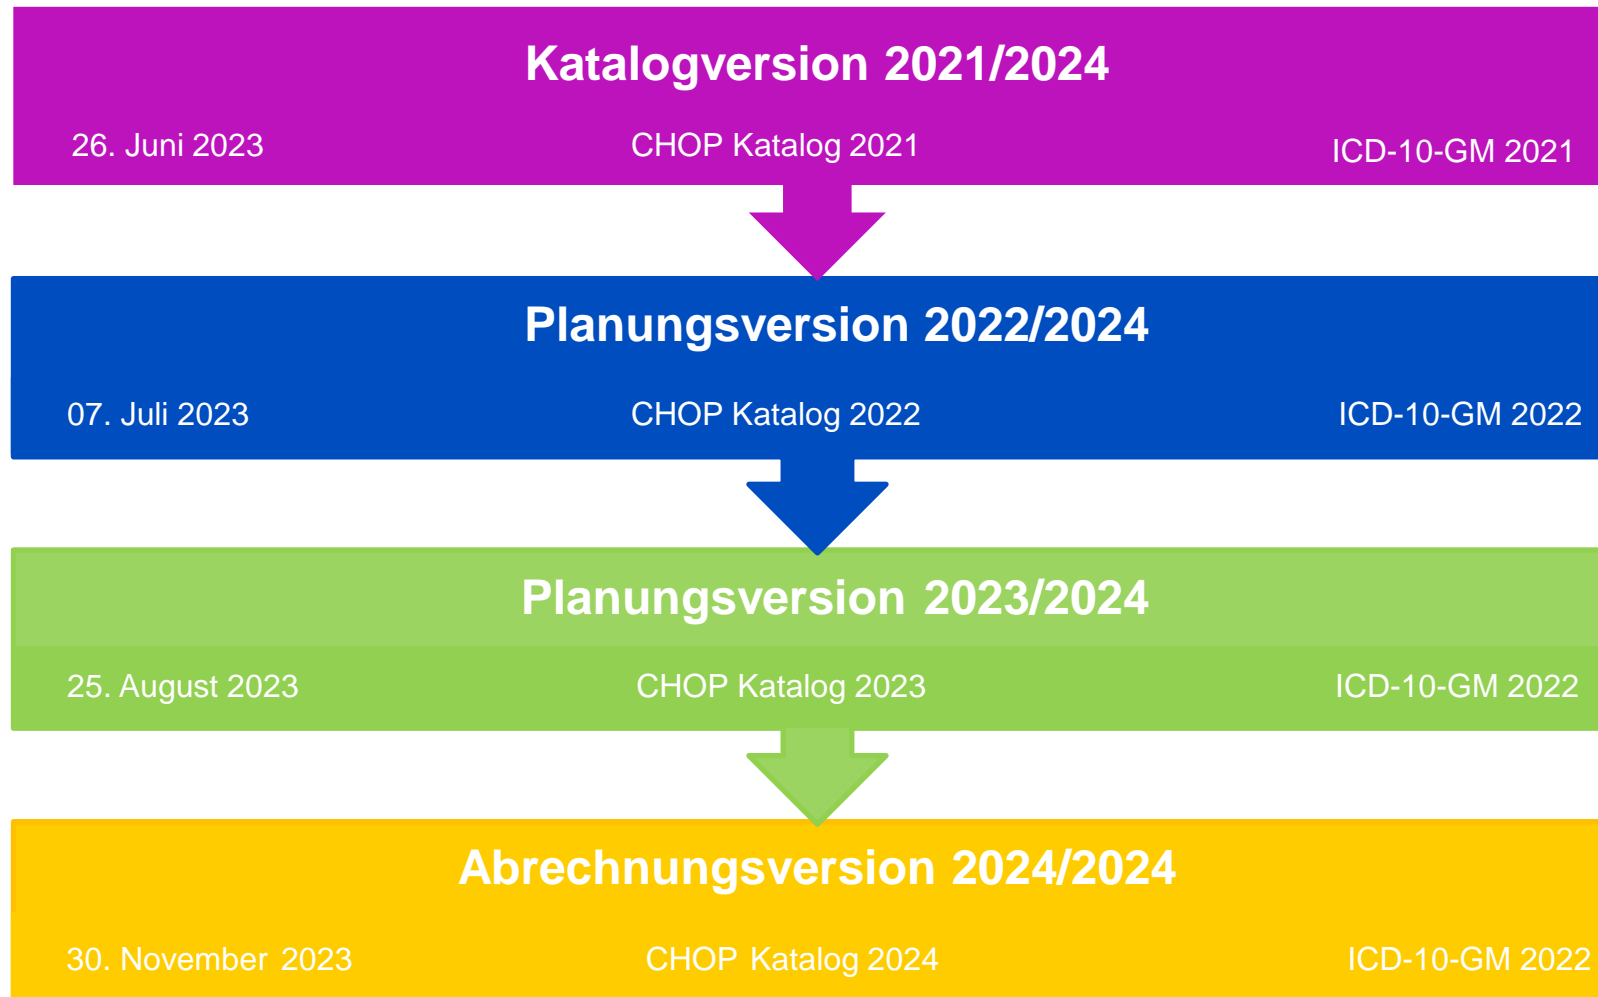 Katalogversion 2021/2024
26. Juni 2023 CHOP Katalog 2021 ICD-10-GM 2021
Planungsversion 2022/2024
07. Juli 2023 CHOP Katalog 2022 ICD-10-GM 2022
Planungsversion 2023/2024
25. August 2023 CHOP Katalog 2023 ICD-10-GM 2022
Abrechnungsversion 2024/2024
30. November 2023 CHOP Katalog 2024 ICD-10-GM 2022